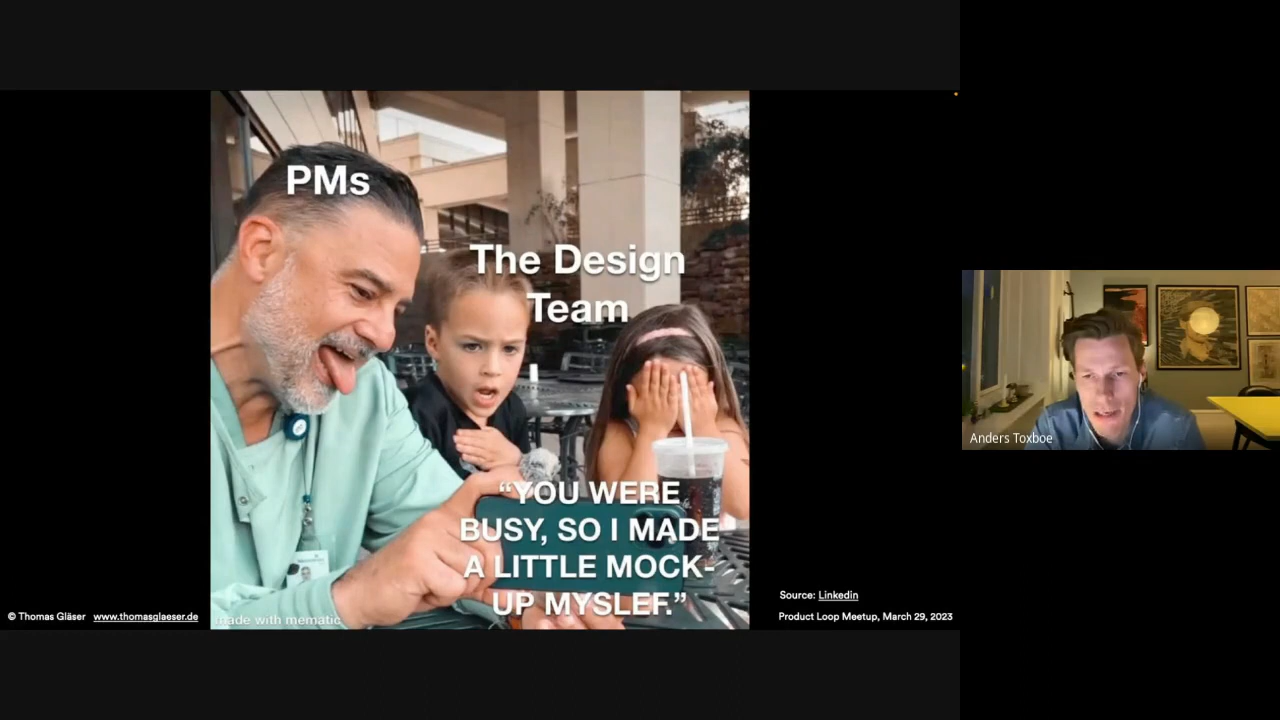 PMs
The Design
Team
“YOU WERE
BUSY, SO I MADE
A LITTLE MOCK-
UP MYSLEF.”
made with mematic
© Thomas Gläser www.thomasglaeser.de
Source: Linkedin
Product Loop Meetup, March 29, 2023
Anders Toxboe